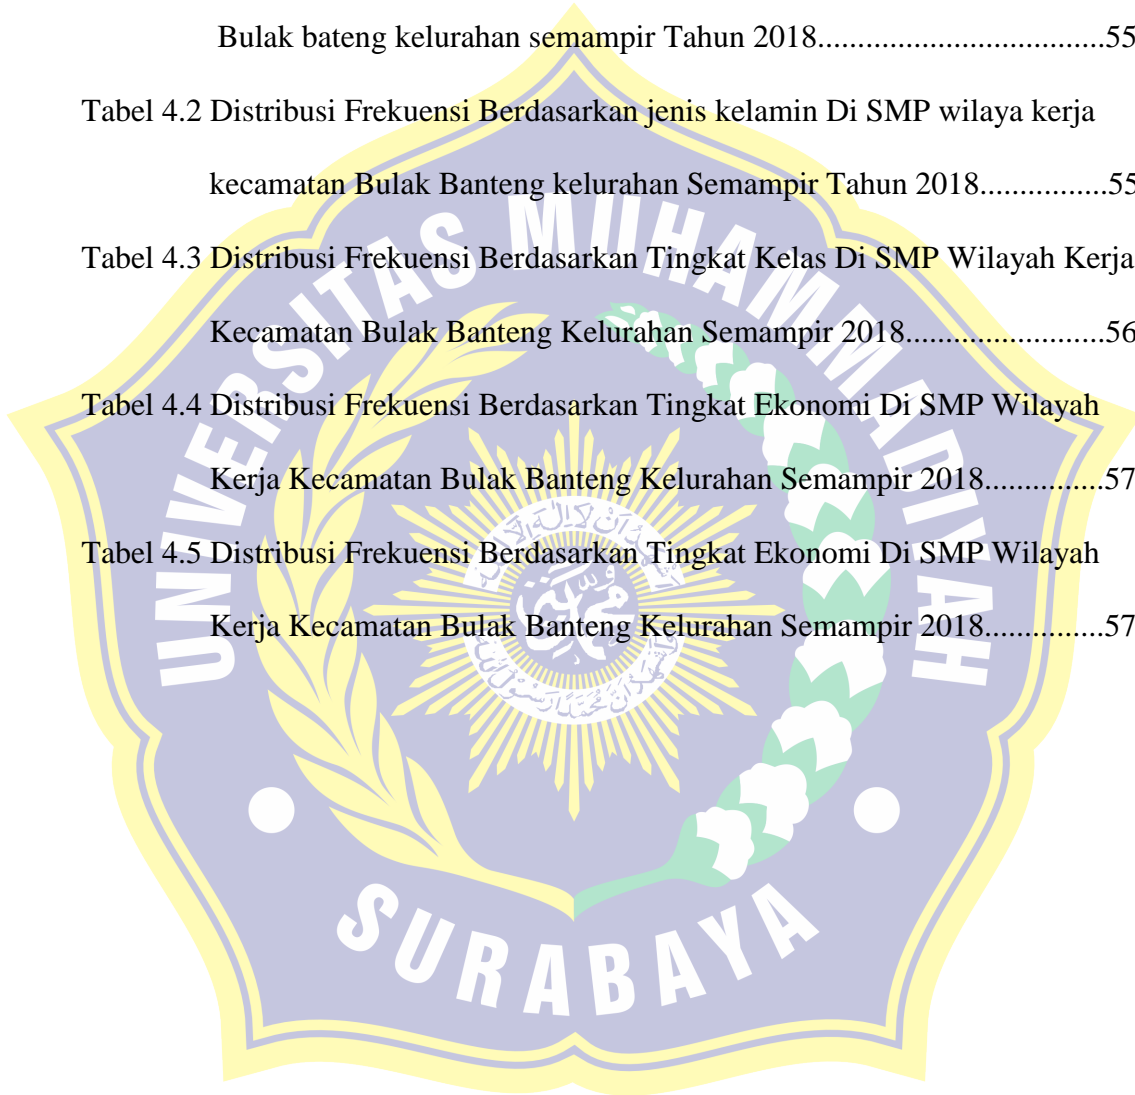 Bulak bateng kelurahan semampir Tahun 2018...................................55
Tabel 4.2 Distribusi Frekuensi Berdasarkan jenis kelamin Di SMP wilaya kerja
kecamatan Bulak Banteng kelurahan Semampir Tahun 2018................55
Tabel 4.3 Distribusi Frekuensi Berdasarkan Tingkat Kelas Di SMP Wilayah Kerja
Kecamatan Bulak Banteng Kelurahan Semampir 2018.........................56
Tabel 4.4 Distribusi Frekuensi Berdasarkan Tingkat Ekonomi Di SMP Wilayah
Kerja Kecamatan Bulak Banteng Kelurahan Semampir 2018...............57
Tabel 4.5 Distribusi Frekuensi Berdasarkan Tingkat Ekonomi Di SMP Wilayah
Kerja Kecamatan Bulak Banteng Kelurahan Semampir 2018...............57
UNIVERSITAS MUHAMMADIYAH
SURABAYA